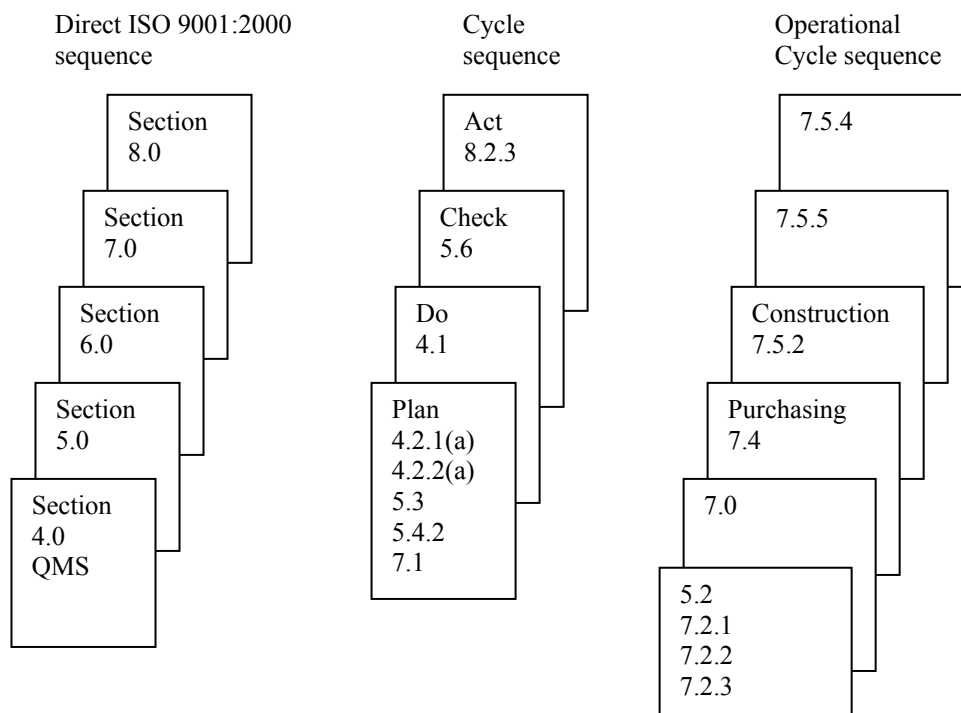 Direct ISO 9001:2000
sequence
Cycle
sequence
Operational
Cycle sequence
Section
8.0
Section
7.0
Section
6.0
Section
5.0
Section
4.0
QMS
Act
8.2.3
Check
5.6
Do
4.1
Plan
4.2.1(a)
4.2.2(a)
5.3
5.4.2
7.1
7.5.4
7.5.5
Construction
7.5.2
Purchasing
7.4
7.0
5.2
7.2.1
7.2.2
7.2.3